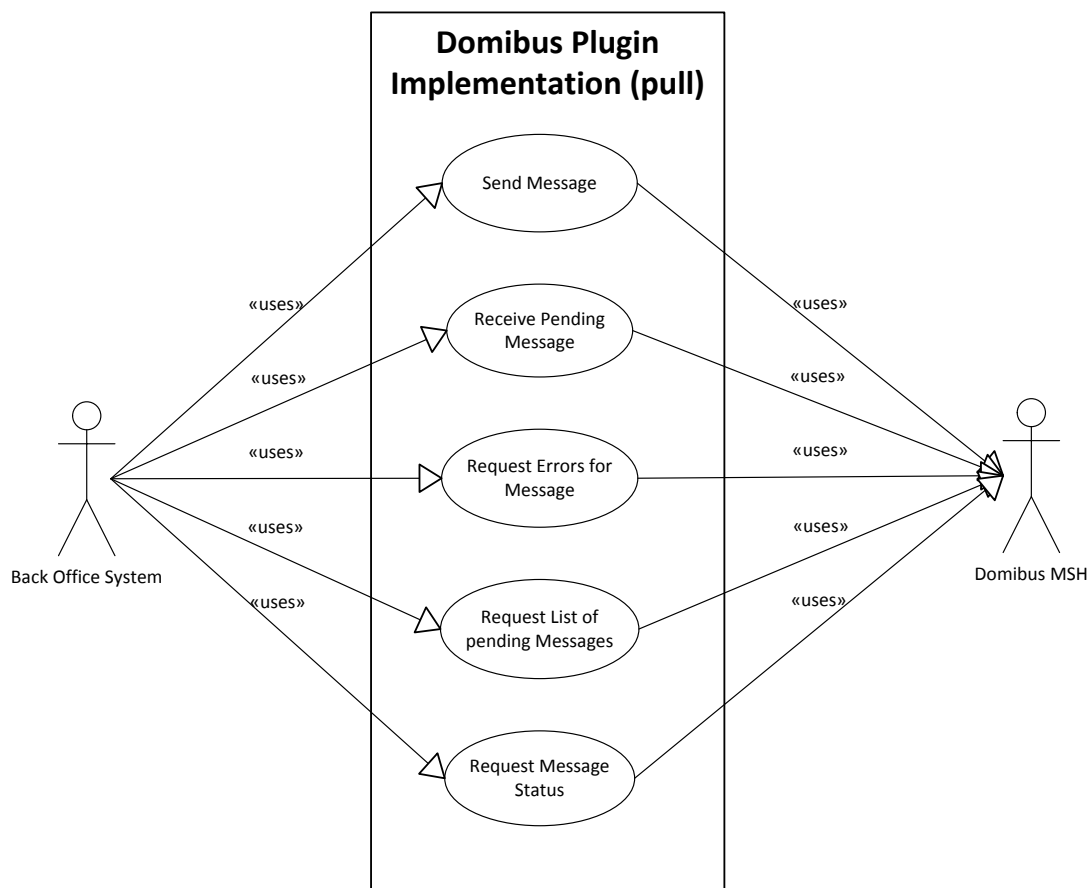 Domibus Plugin
Implementation (pull)
Send Message
«uses»
«uses»
Receive Pending
Message
«uses»
«uses»
Request Errors for
Message
«uses»
«uses»
Back Office System
Domibus MSH
«uses»
«uses»
Request List of
pending Messages
«uses»
«uses»
Request Message
Status